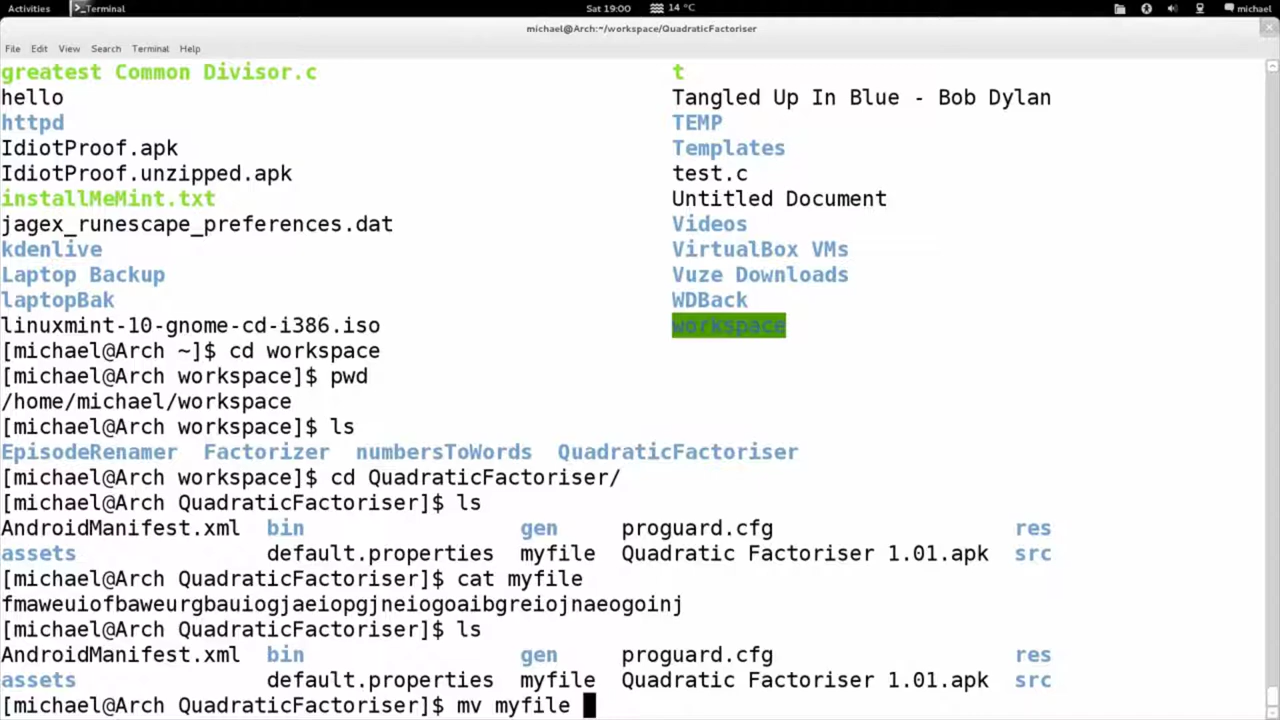 Activities Terminal Sat 19:00 14 °C michael
michael@Arch:~/workspace/QuadraticFactoriser
File Edit View Search Terminal Help
greatest Common Divisor.c t
hello Tangled Up In Blue - Bob Dylan
httpd TEMP
IdiotProof.apk Templates
IdiotProof.unzipped.apk test.c
installMeMint.txt Untitled Document
jagex_runescape_preferences.dat Videos
kdenlive VirtualBox VMs
Laptop Backup Vuze Downloads
laptopBak WDBack
linuxmint-10-gnome-cd-i386.iso workspace
[michael@Arch ~]$ cd workspace
[michael@Arch workspace]$ pwd
/home/michael/workspace
[michael@Arch workspace]$ ls
EpisodeRenamer Factorizer numbersToWords QuadraticFactoriser
[michael@Arch workspace]$ cd QuadraticFactoriser/
[michael@Arch QuadraticFactoriser]$ ls
AndroidManifest.xml bin gen proguard.cfg res
assets default.properties myfile Quadratic Factoriser 1.01.apk src
[michael@Arch QuadraticFactoriser]$ cat myfile
fmaweuiofbaweurgbauiogjaeiopgjneiogoaibgreiojnaeogoinj
[michael@Arch QuadraticFactoriser]$ ls
AndroidManifest.xml bin gen proguard.cfg res
assets default.properties myfile Quadratic Factoriser 1.01.apk src
[michael@Arch QuadraticFactoriser]$ mv myfile